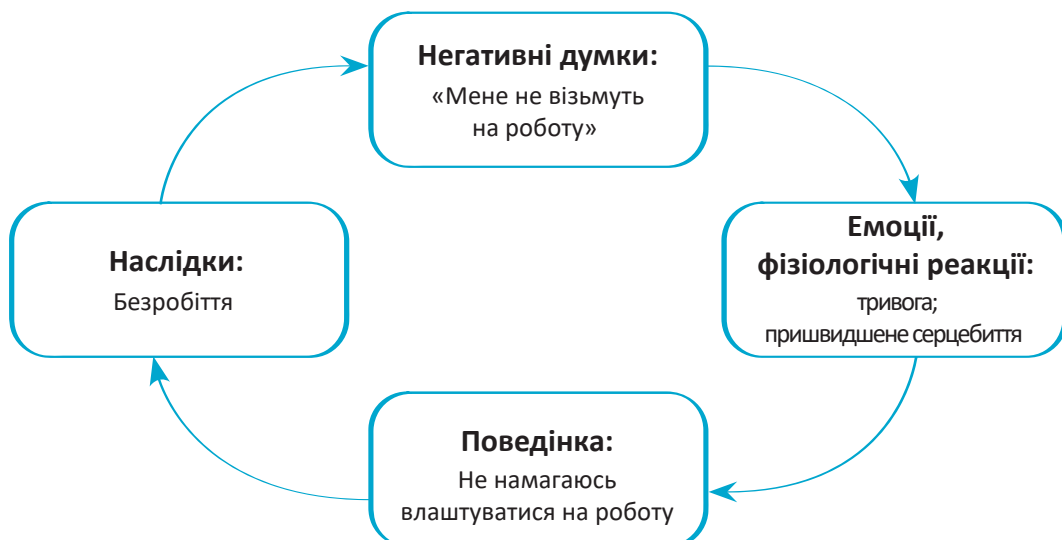 Негативні думки:
«Мене не візьмуть
на роботу»
Емоції,
фізіологічні реакції:
тривога;
пришвидшене серцебиття
Поведінка:
Не намагаюсь
влаштуватися на роботу
Наслідки:
Безробіття